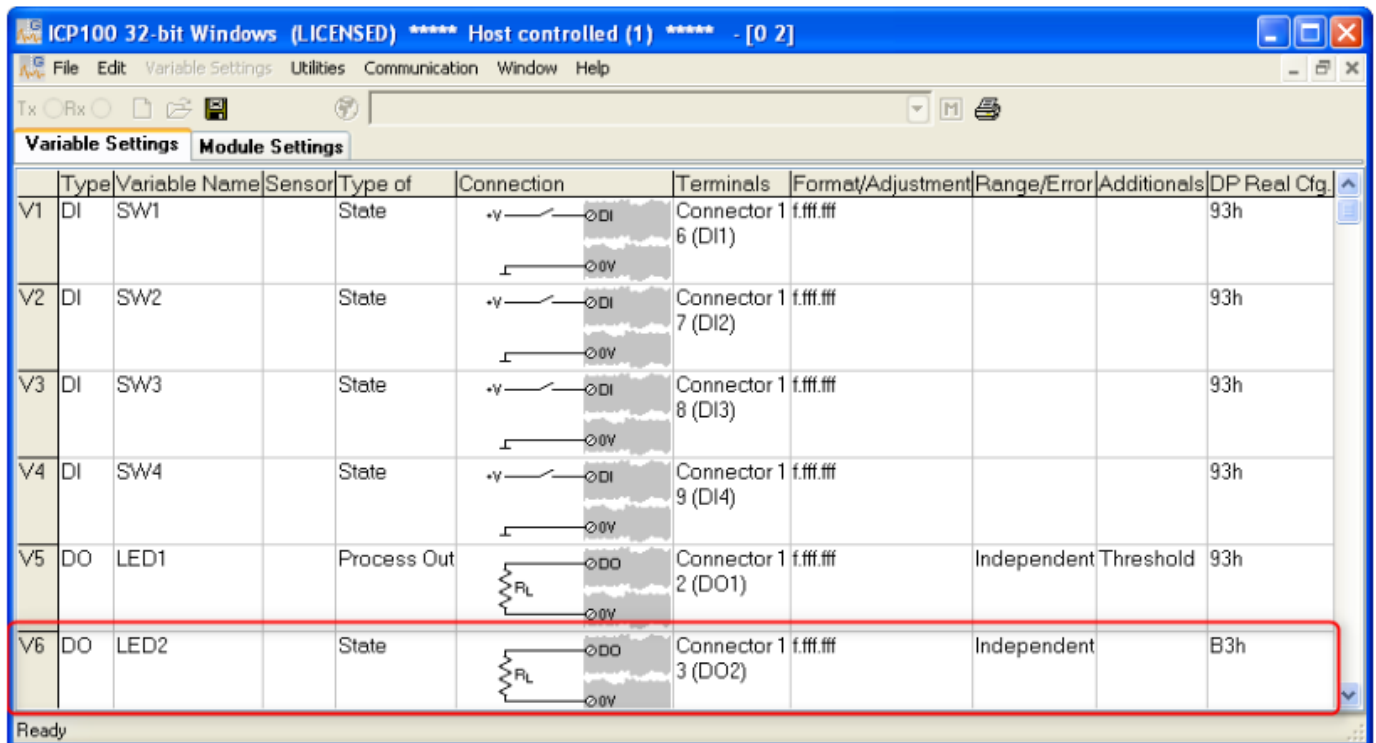 ICP100 32-bit Windows (LICENSED) ***** Host controlled (1) ***** - [0 2]
File Edit Variable Settings Utilities Communication Window Help
Tx Rx M
Variable Settings Module Settings
Type Variable Name Sensor Type of Connection Terminals Format/Adjustment Range/Error Additionals DP Real Cfg.
V1 DI SW1 State +V DI Connector 1 f.fff.fff 93h
6 (DI1)
0V
V2 DI SW2 State +V DI Connector 1 f.fff.fff 93h
7 (DI2)
0V
V3 DI SW3 State +V DI Connector 1 f.fff.fff 93h
8 (DI3)
0V
V4 DI SW4 State +V DI Connector 1 f.fff.fff 93h
9 (DI4)
0V
V5 DO LED1 Process Out DO Connector 1 f.fff.fff Independent Threshold 93h
RL 2 (DO1)
0V
V6 DO LED2 State DO Connector 1 f.fff.fff Independent B3h
RL 3 (DO2)
0V
Ready